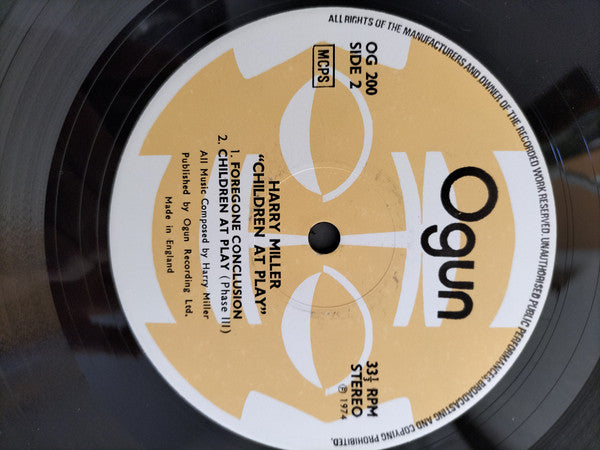 ALL RIGHTS OF THE MANUFACTURERS AND OWNER OF THE RECORDED WORK RESERVED. UNAUTHORISED PUBLIC PERFORMANCES, BROADCASTING AND COPYING PROHIBITED.
Ogun
OG 200
SIDE 2
MCPS
33⅓ RPM
STEREO
Ⓟ 1974
HARRY MILLER
"CHILDREN AT PLAY"
1. FOREGONE CONCLUSION
2. CHILDREN AT PLAY (Phase III)
All Music Composed by Harry Miller
Published by Ogun Recording Ltd.
Made in England